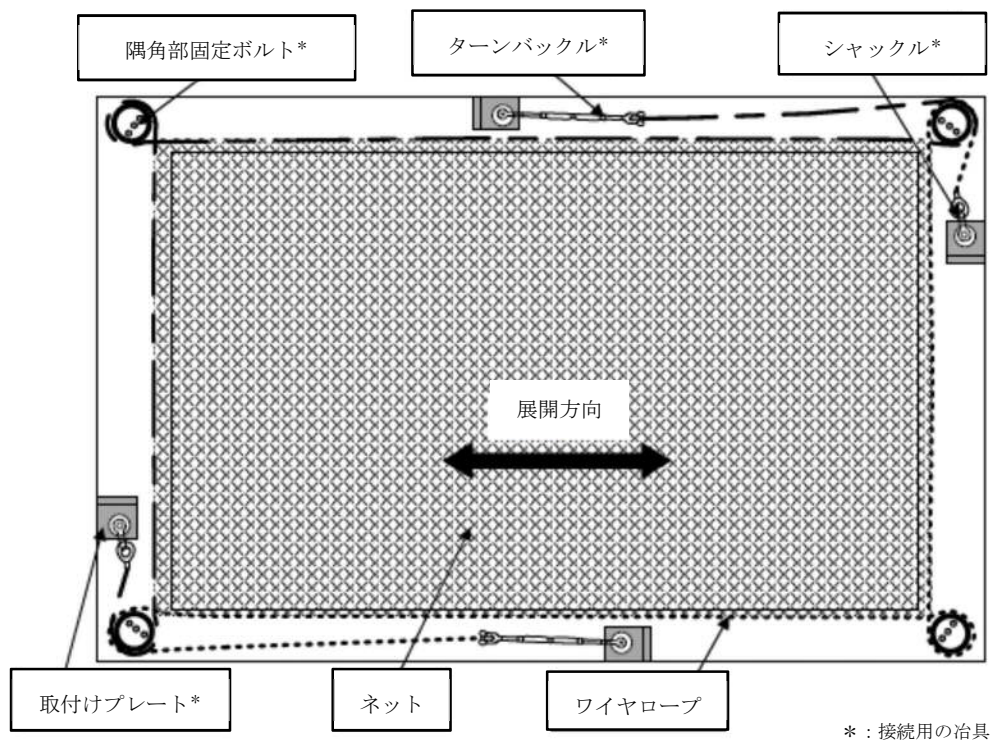 隅角部固定ボルト*
ターンバックル*
シャックル*
展開方向
取付けプレート*
ネット
ワイヤロープ
*:接続用の冶具